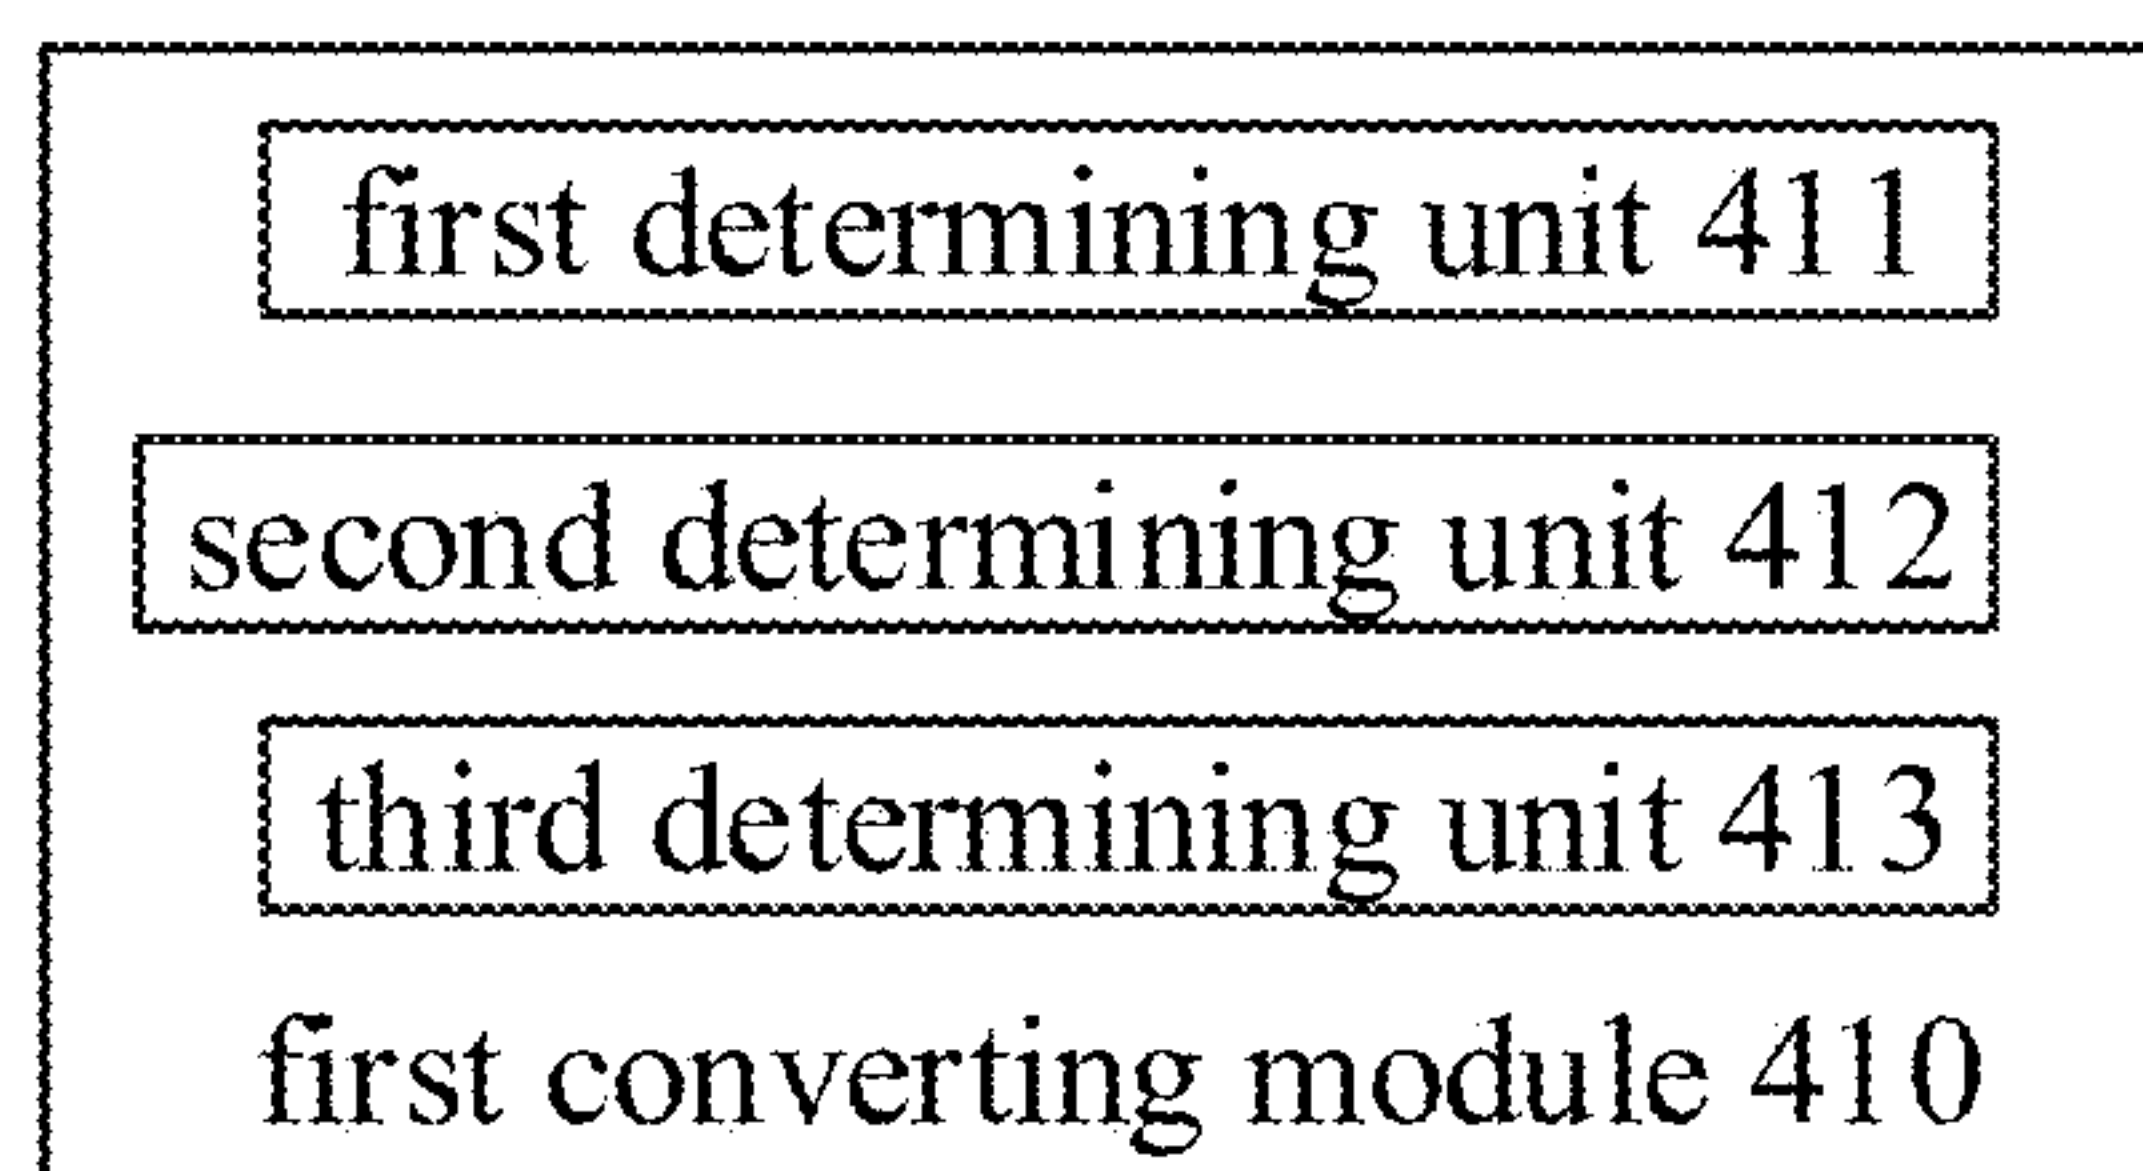 first determining unit 411
second determining unit 412
third determining unit 413
first converting module 410